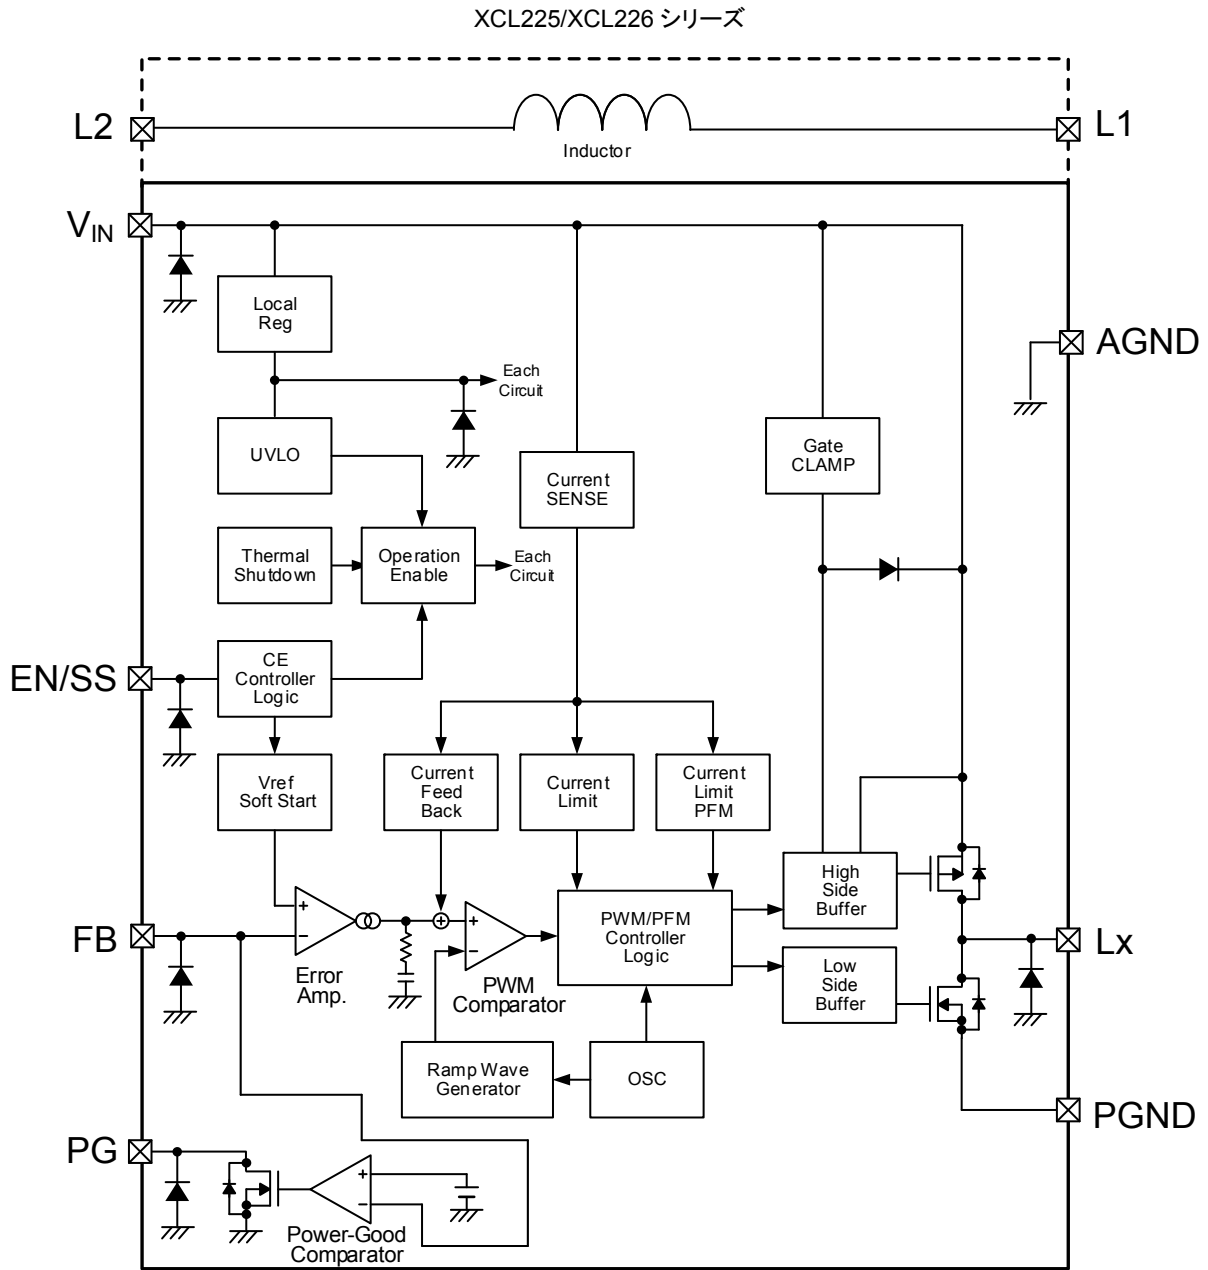 XCL225/XCL226 シリーズ
L2
L1
Inductor
VIN
Local
Reg
AGND
Each
Circuit
UVLO
Gate
CLAMP
Current
SENSE
Thermal
Shutdown
Operation
Enable
Each
Circuit
EN/SS
CE
Controller
Logic
Vref
Soft Start
Current
Feed
Back
Current
Limit
Current
Limit
PFM
High
Side
Buffer
FB
+
−
Error
Amp.
+
+
−
PWM
Comparator
PWM/PFM
Controller
Logic
Low
Side
Buffer
Lx
Ramp Wave
Generator
OSC
PGND
PG
+
−
Power-Good
Comparator